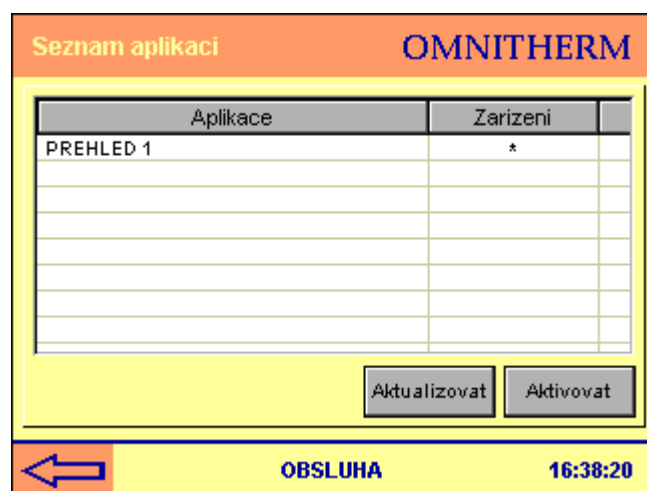 Seznam aplikaci OMNITHERM
Aplikace Zarizeni
PREHLED 1 *
Aktualizovat Aktivovat
OBSLUHA 16:38:20